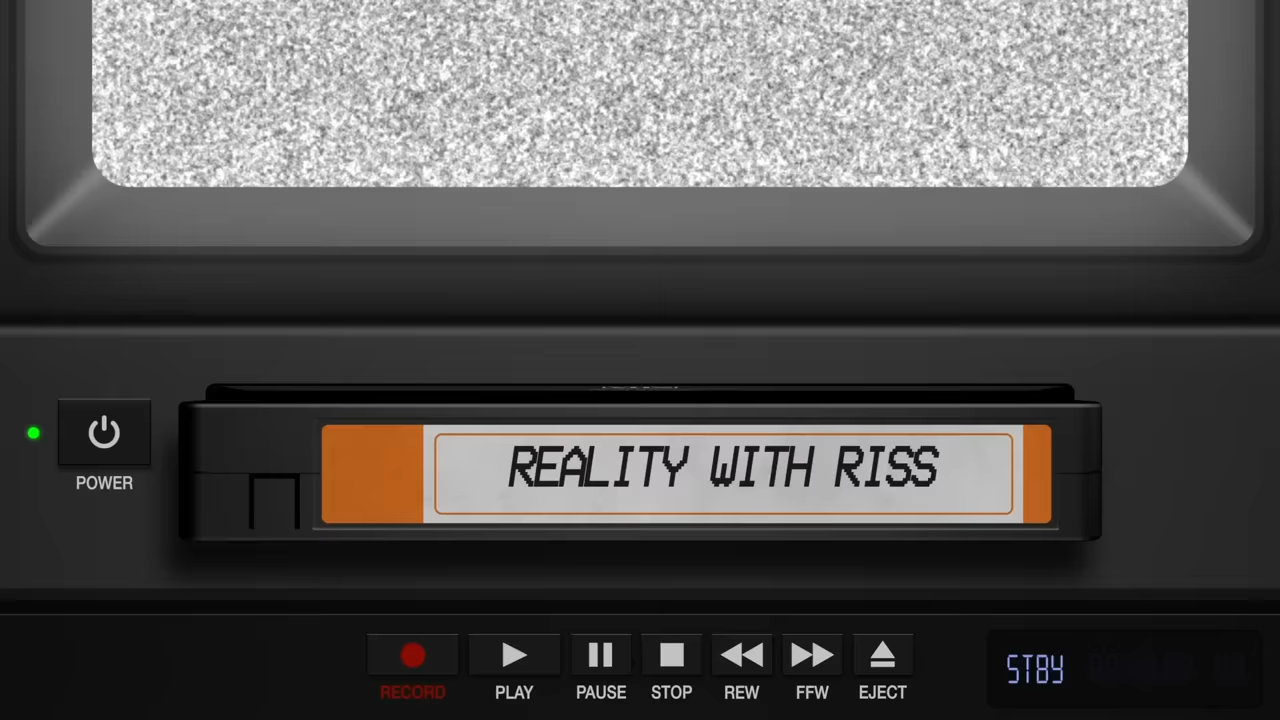 REALITY WITH RISS
POWER
RECORD
PLAY
PAUSE
STOP
REW
FFW
EJECT
STBY